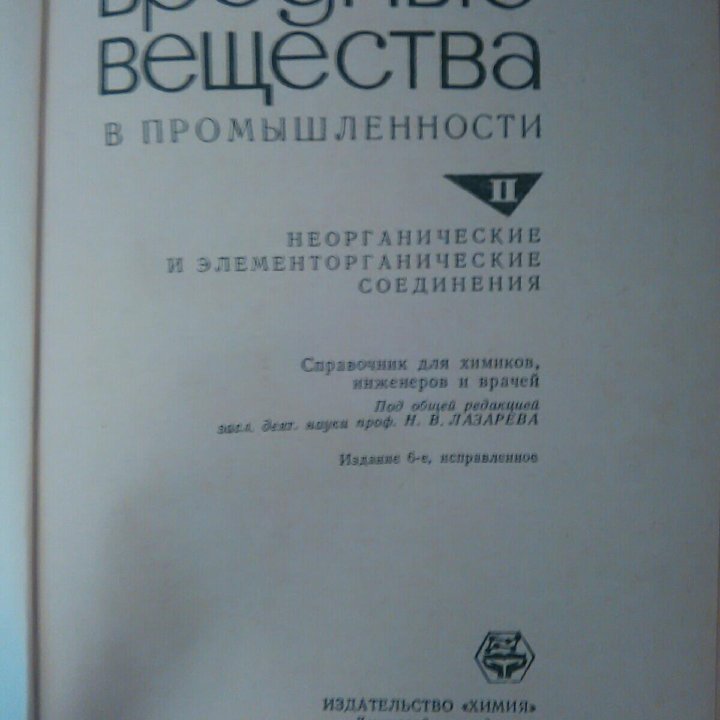 вредные
вещества
В ПРОМЫШЛЕННОСТИ
II
НЕОРГАНИЧЕСКИЕ
И ЭЛЕМЕНТОРГАНИЧЕСКИЕ
СОЕДИНЕНИЯ
Справочник для химиков,
инженеров и врачей
Под общей редакцией
засл. деят. науки проф. Н. В. ЛАЗАРЕВА
Издание 6-е, исправленное
ИЗДАТЕЛЬСТВО «ХИМИЯ»